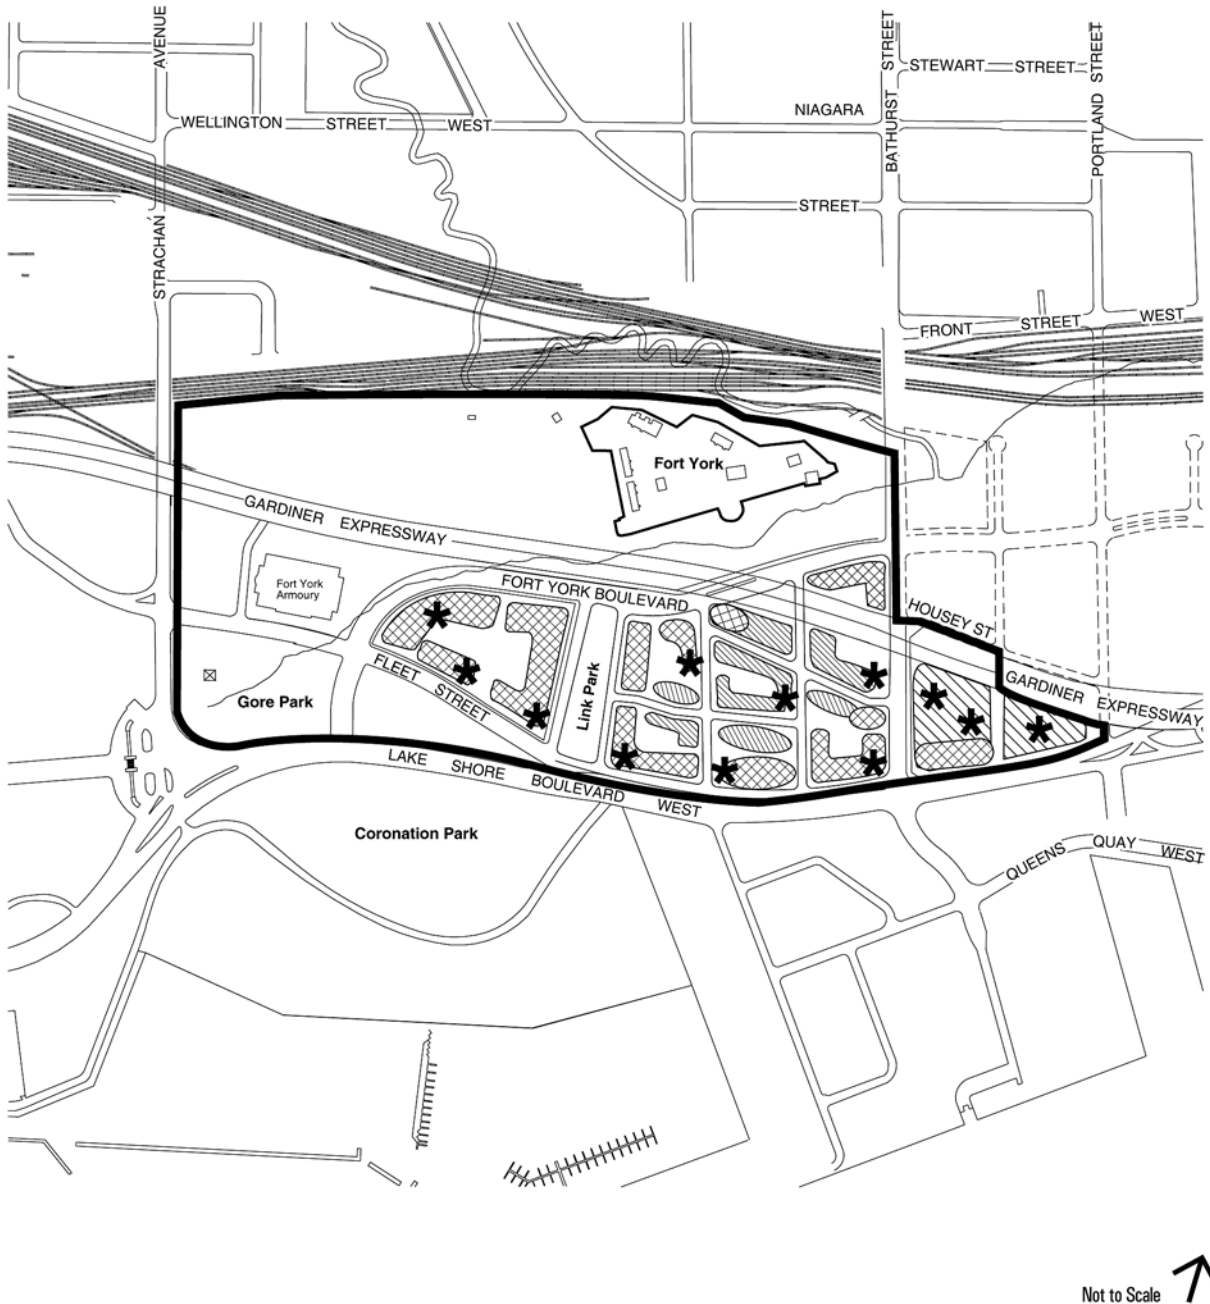 AVENUE
STRACHAN
WELLINGTON STREET WEST
NIAGARA
STREET
BATHURST STREET
STEWART STREET
PORTLAND STREET
FRONT STREET WEST
Fort York
GARDINER EXPRESSWAY
Fort York
Armoury
FORT YORK BOULEVARD
HOUSEY ST
FLEET STREET
Link Park
Gore Park
GARDINER EXPRESSWAY
LAKE SHORE BOULEVARD WEST
Coronation Park
QUEENS QUAY WEST
Not to Scale